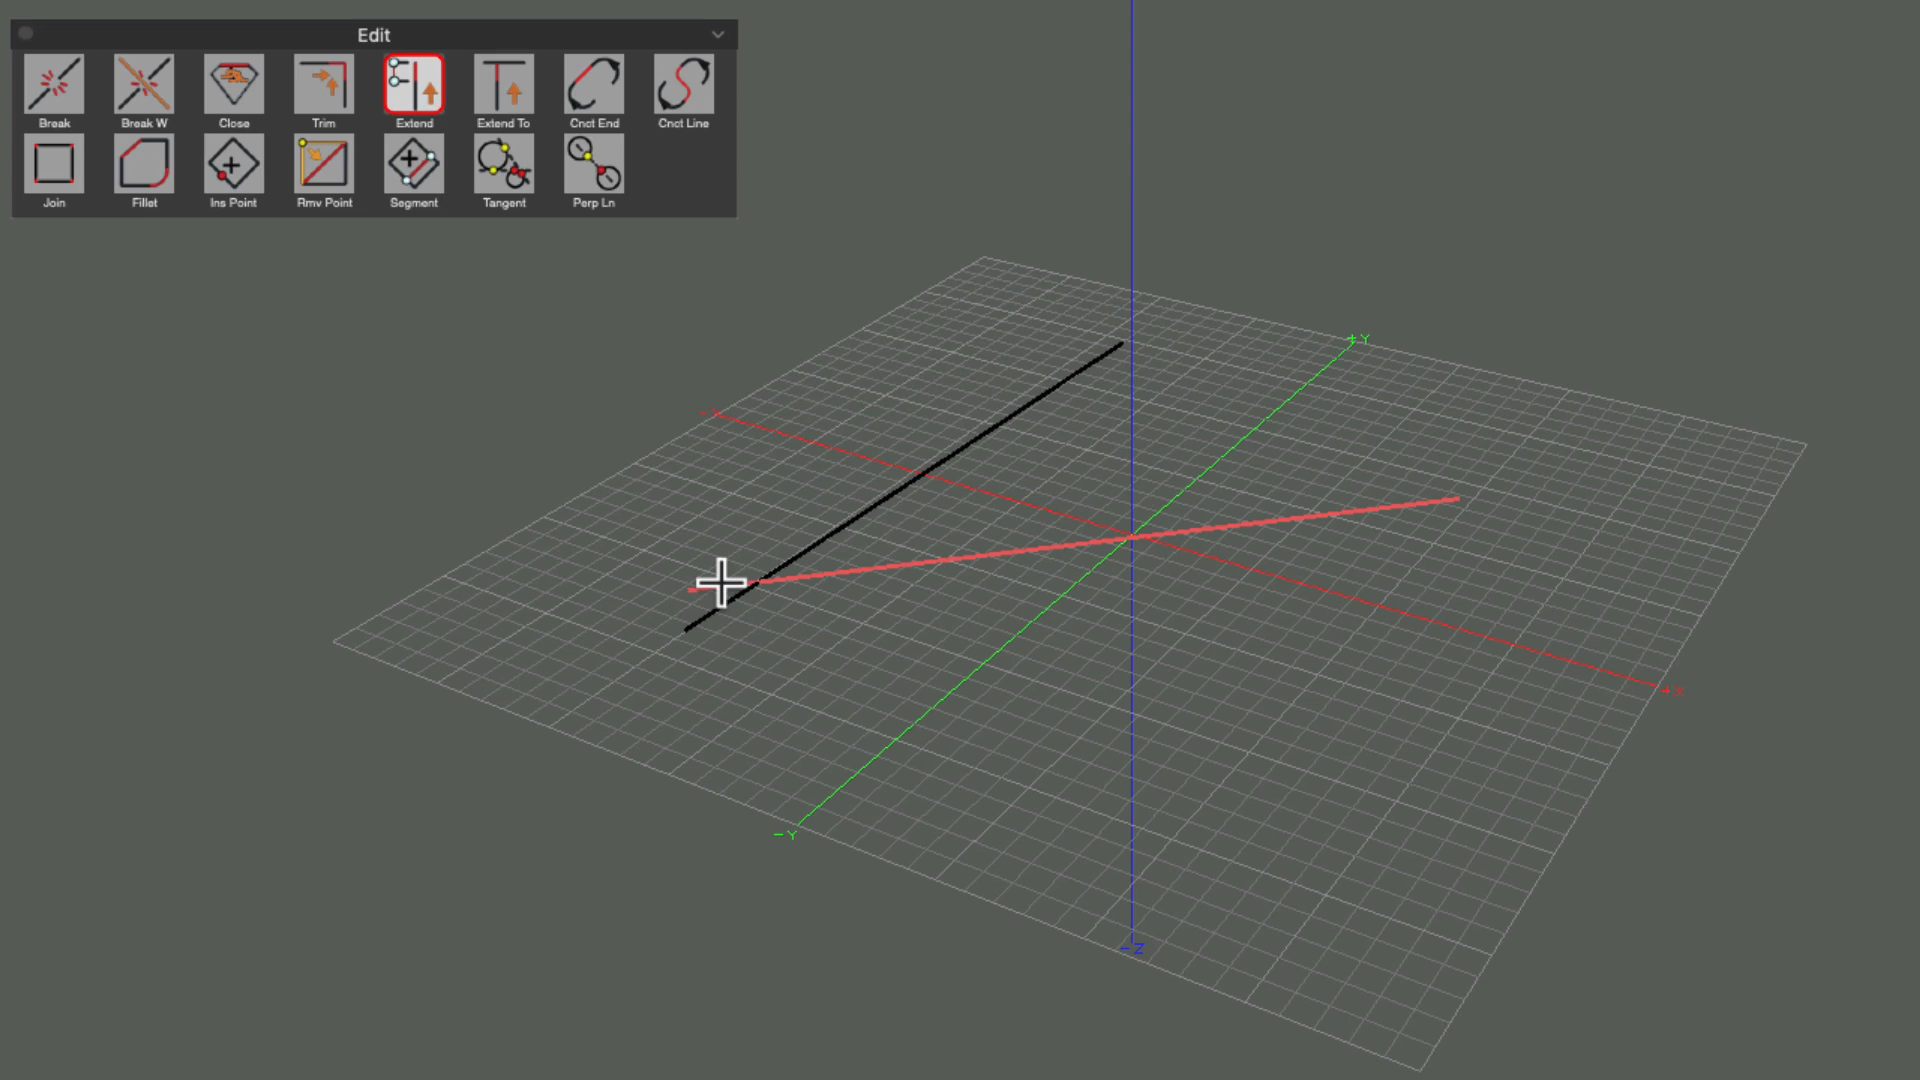 Edit
Break Break W Close Trim Extend Extend To Cnct End Cnct Line
Join Fillet Ins Point Rmv Point Segment Tangent Perp Ln
+Y
-Y
-Z